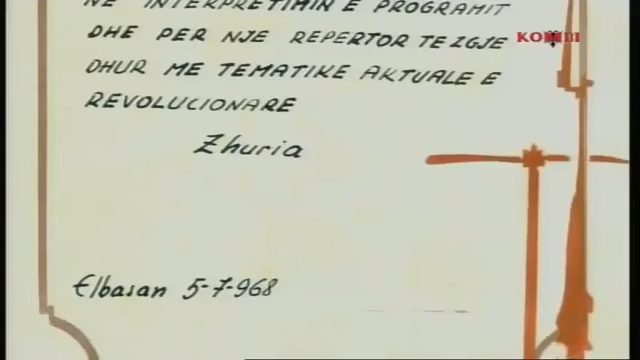 NE INTERPRETIMIN E PROGRAMIT
DHE PER NJE REPERTOR TE ZGJE
KOMBI
DHUR ME TEMATIKE AKTUALE E
REVOLUCIONARE
Zhuria
Elbasan 5-7-968